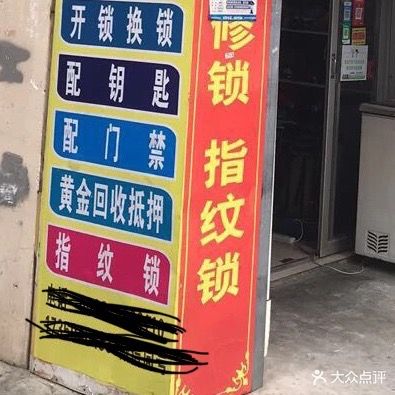 开锁换锁
配钥匙
配门禁
黄金回收抵押
指纹锁
修锁 指纹锁
大众点评